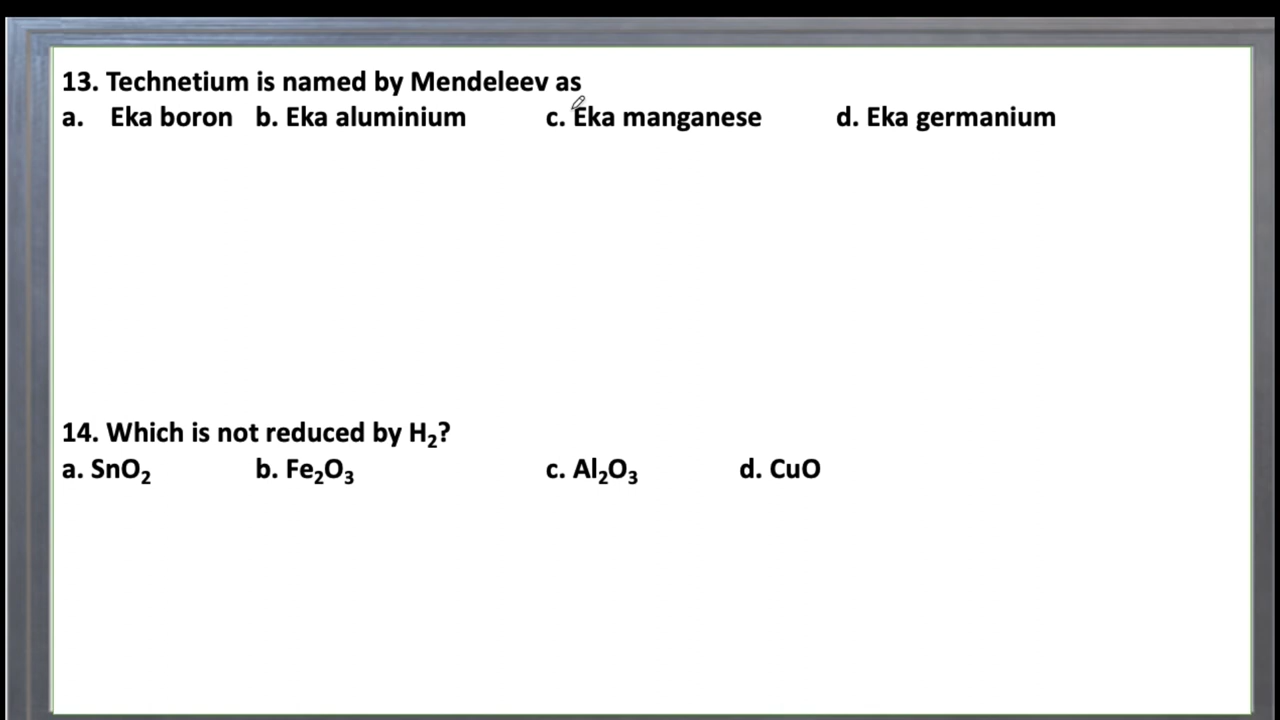 13. Technetium is named by Mendeleev as
a. Eka boron b. Eka aluminium c. Eka manganese d. Eka germanium
14. Which is not reduced by H₂?
a. SnO₂ b. Fe₂O₃ c. Al₂O₃ d. CuO